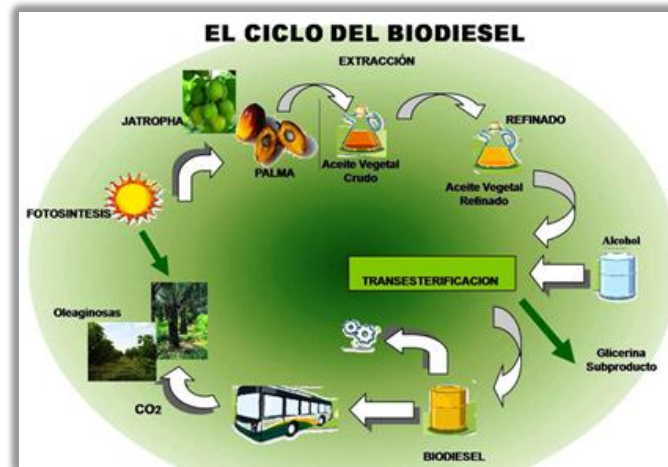 EL CICLO DEL BIODIESEL
EXTRACCIÓN
JATROPHA
PALMA
Aceite Vegetal
Crudo
REFINADO
Aceite Vegetal
Refinado
FOTOSINTESIS
Alcohol
TRANSESTERIFICACION
Oleaginosas
Glicerina
Subproducto
CO2
BIODIESEL